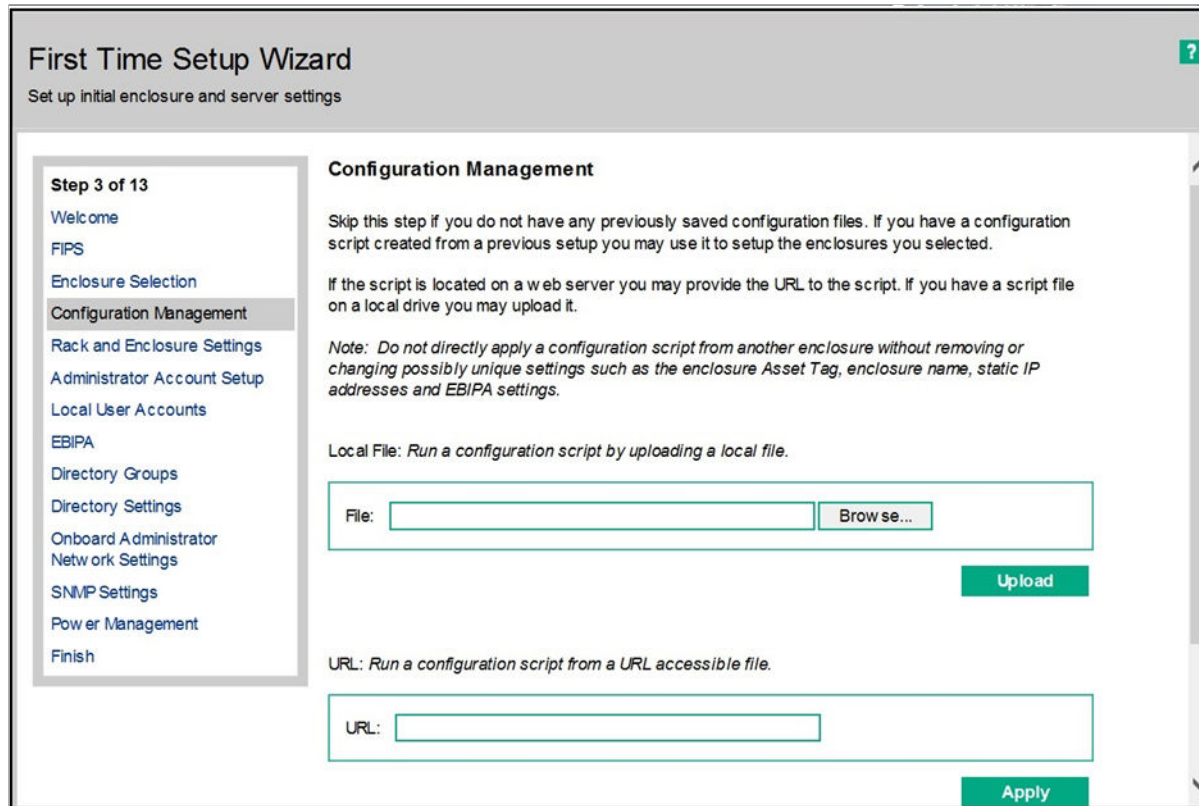 First Time Setup Wizard
?
Set up initial enclosure and server settings
Step 3 of 13
Welcome
FIPS
Enclosure Selection
Configuration Management
Rack and Enclosure Settings
Administrator Account Setup
Local User Accounts
EBIPA
Directory Groups
Directory Settings
Onboard Administrator
Network Settings
SNMP Settings
Power Management
Finish
Configuration Management
Skip this step if you do not have any previously saved configuration files. If you have a configuration
script created from a previous setup you may use it to setup the enclosures you selected.
If the script is located on a web server you may provide the URL to the script. If you have a script file
on a local drive you may upload it.
Note: Do not directly apply a configuration script from another enclosure without removing or
changing possibly unique settings such as the enclosure Asset Tag, enclosure name, static IP
addresses and EBIPA settings.
Local File: Run a configuration script by uploading a local file.
File:
Browse...
Upload
URL: Run a configuration script from a URL accessible file.
URL:
Apply